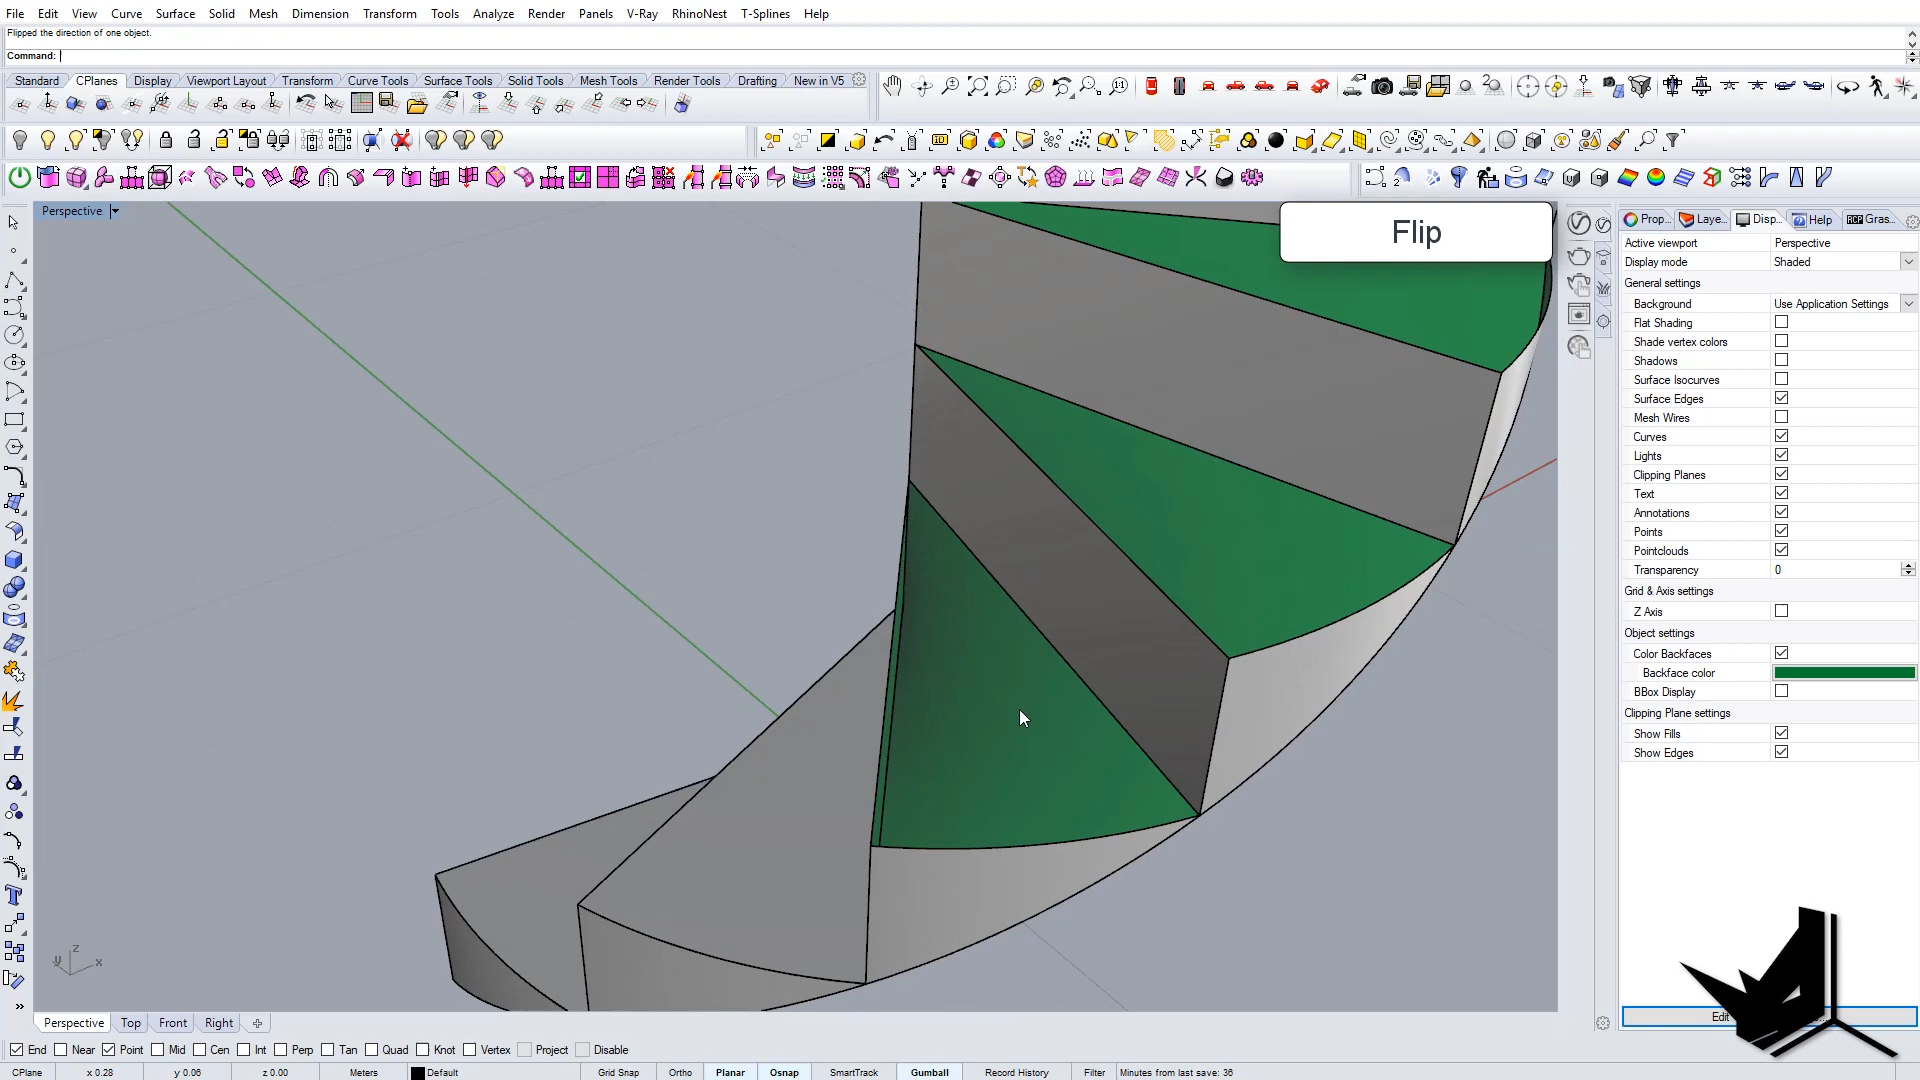 File Edit View Curve Surface Solid Mesh Dimension Transform Tools Analyze Render Panels V-Ray RhinoNest T-Splines Help
Flipped the direction of one object.
Command:
Standard CPlanes Display Viewport Layout Transform Curve Tools Surface Tools Solid Tools Mesh Tools Render Tools Drafting New in V5
Perspective
Flip
Prop... Laye... Disp... Help Gras...
Active viewport Perspective
Display mode Shaded
General settings
Background Use Application Settings
Flat Shading
Shade vertex colors
Shadows
Surface Isocurves
Surface Edges
Mesh Wires
Curves
Lights
Clipping Planes
Text
Annotations
Points
Pointclouds
Transparency 0
Grid & Axis settings
Z Axis
Object settings
Color Backfaces
Backface color
BBox Display
Clipping Plane settings
Show Fills
Show Edges
Edit
z
y x
Perspective Top Front Right
End Near Point Mid Cen Int Perp Tan Quad Knot Vertex Project Disable
CPlane x 0.28 y 0.06 z 0.00 Meters Default Grid Snap Ortho Planar Osnap SmartTrack Gumball Record History Filter Minutes from last save: 36